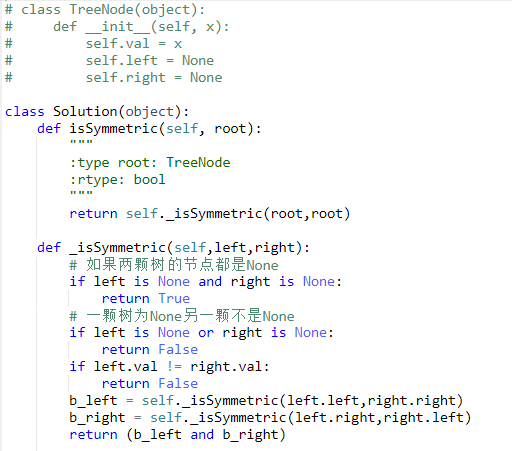 # class TreeNode(object):
#     def __init__(self, x):
#         self.val = x
#         self.left = None
#         self.right = None
class Solution(object):
    def isSymmetric(self, root):
        """
        :type root: TreeNode
        :rtype: bool
        """
        return self._isSymmetric(root,root)
    def _isSymmetric(self,left,right):
        # 如果两颗树的节点都是None
        if left is None and right is None:
            return True
        # 一颗树为None另一颗不是None
        if left is None or right is None:
            return False
        if left.val != right.val:
            return False
        b_left = self._isSymmetric(left.left,right.right)
        b_right = self._isSymmetric(left.right,right.left)
        return (b_left and b_right)